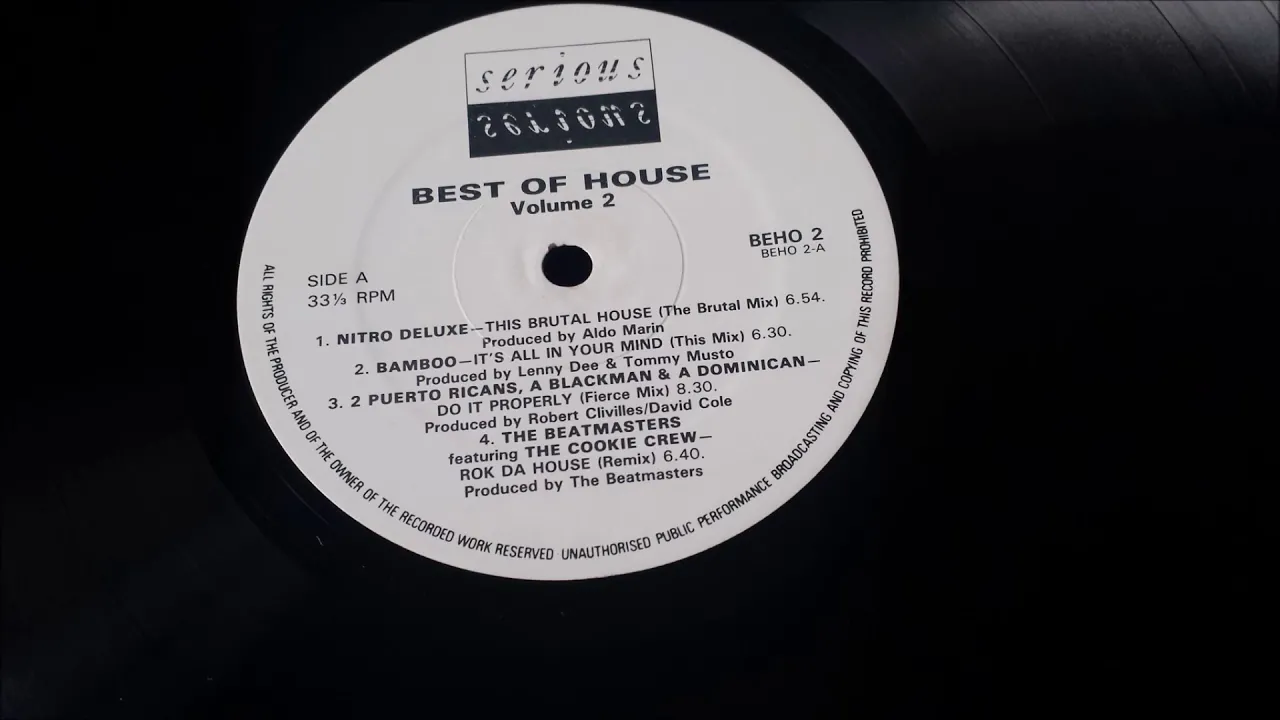 serious
serious
BEST OF HOUSE
Volume 2
BEHO 2
BEHO 2-A
SIDE A
33⅓ RPM
1. NITRO DELUXE—THIS BRUTAL HOUSE (The Brutal Mix) 6.54.
Produced by Aldo Marin
2. BAMBOO—IT'S ALL IN YOUR MIND (This Mix) 6.30.
Produced by Lenny Dee & Tommy Musto
3. 2 PUERTO RICANS, A BLACKMAN & A DOMINICAN—
DO IT PROPERLY (Fierce Mix) 8.30.
Produced by Robert Clivilles/David Cole
4. THE BEATMASTERS
featuring THE COOKIE CREW—
ROK DA HOUSE (Remix) 6.40.
Produced by The Beatmasters
ALL RIGHTS OF THE PRODUCER AND OF THE OWNER OF THE RECORDED WORK RESERVED UNAUTHORISED PUBLIC PERFORMANCE BROADCASTING AND COPYING OF THIS RECORD PROHIBITED